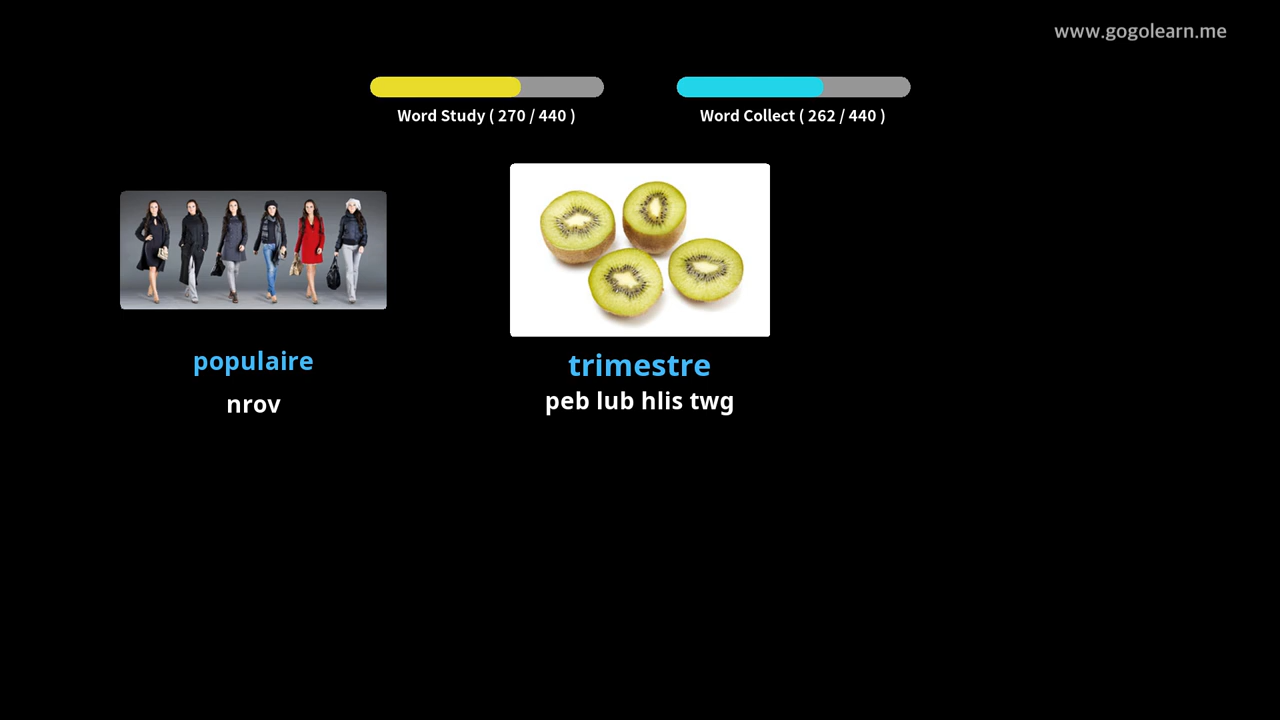 www.gogolearn.me
Word Study ( 270 / 440 )
Word Collect ( 262 / 440 )
populaire
nrov
trimestre
peb lub hlis twg